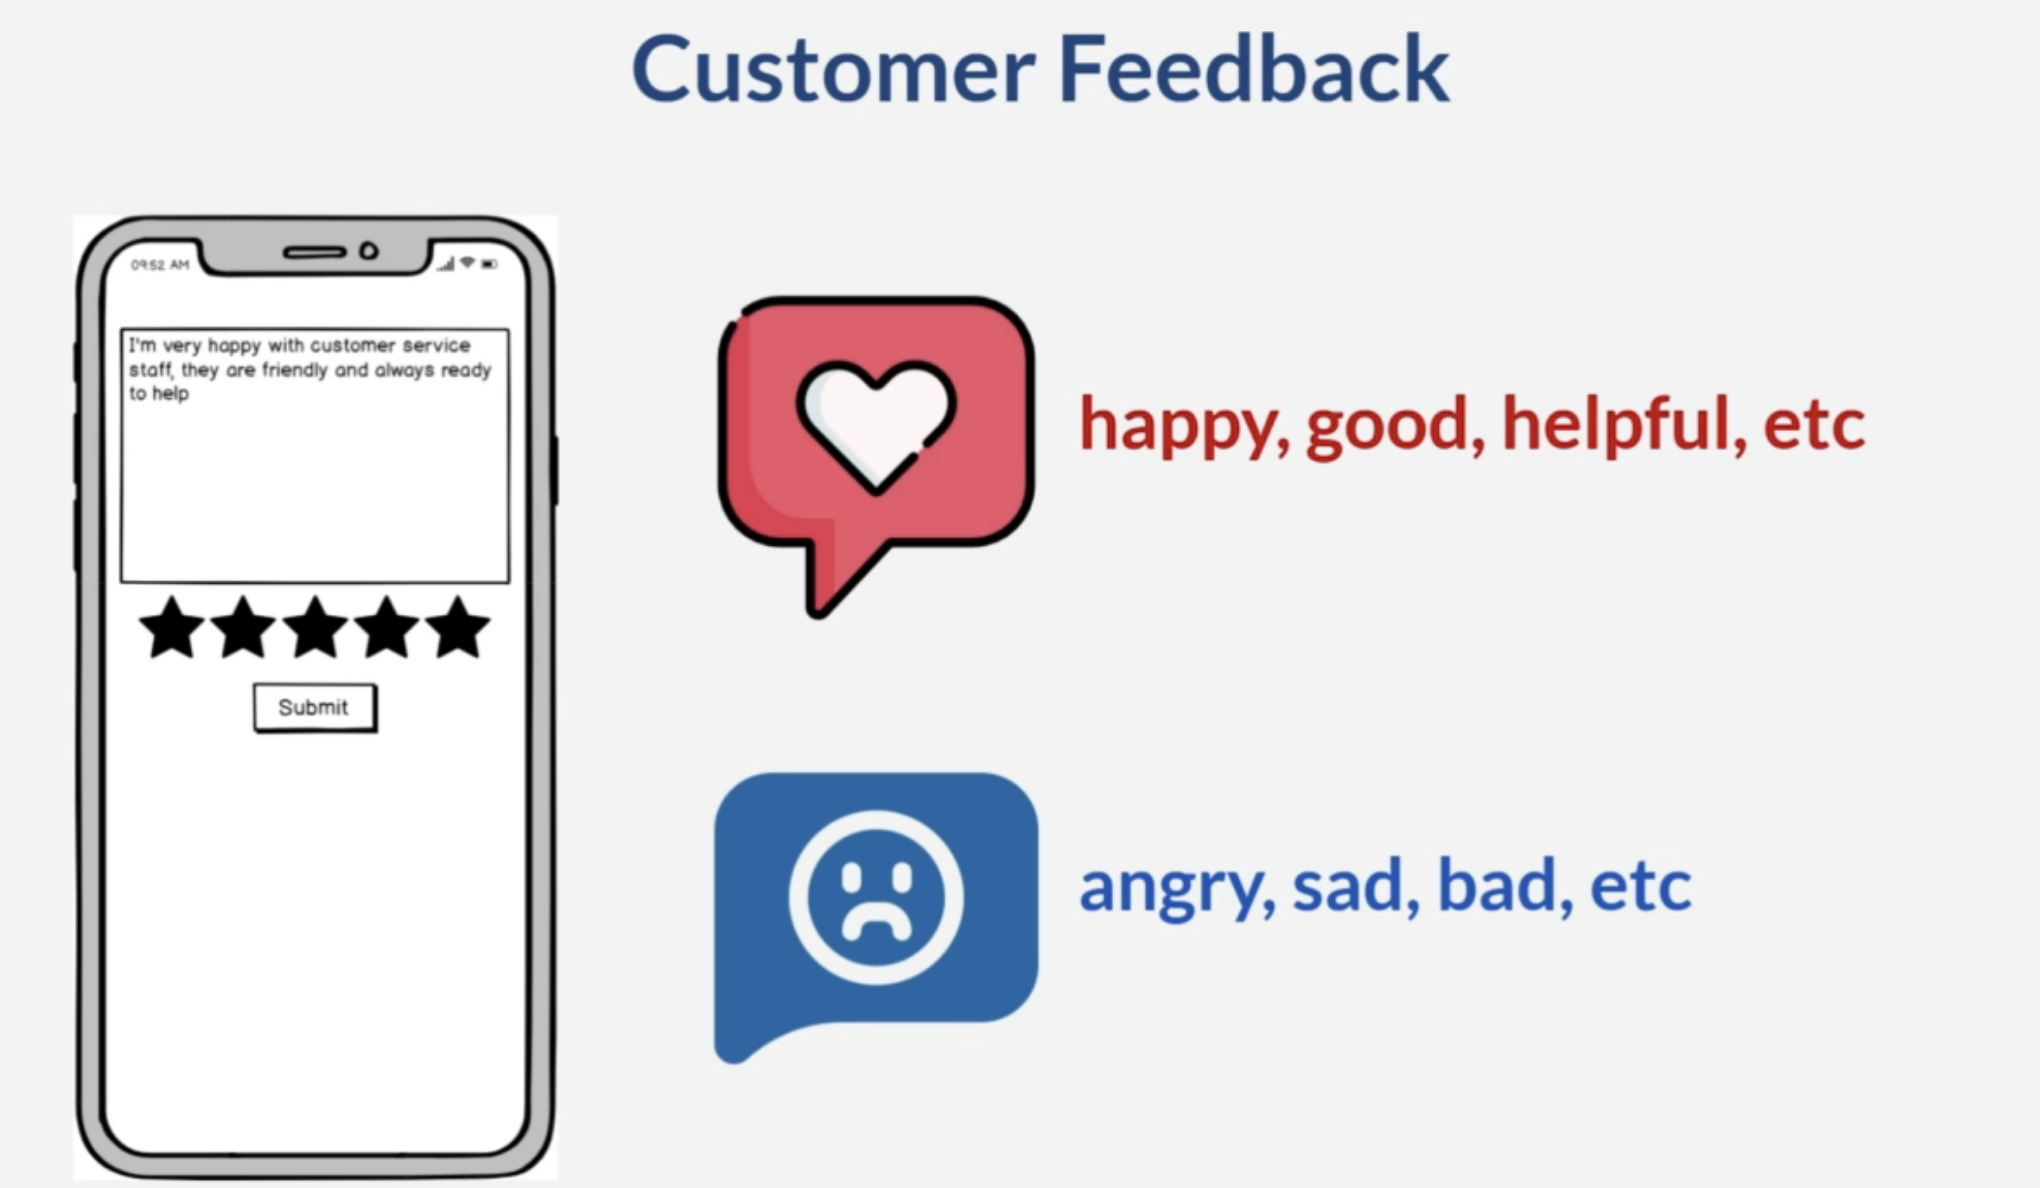 Customer Feedback
09:52 AM
I'm very happy with customer service
staff, they are friendly and always ready
to help
Submit
happy, good, helpful, etc
angry, sad, bad, etc